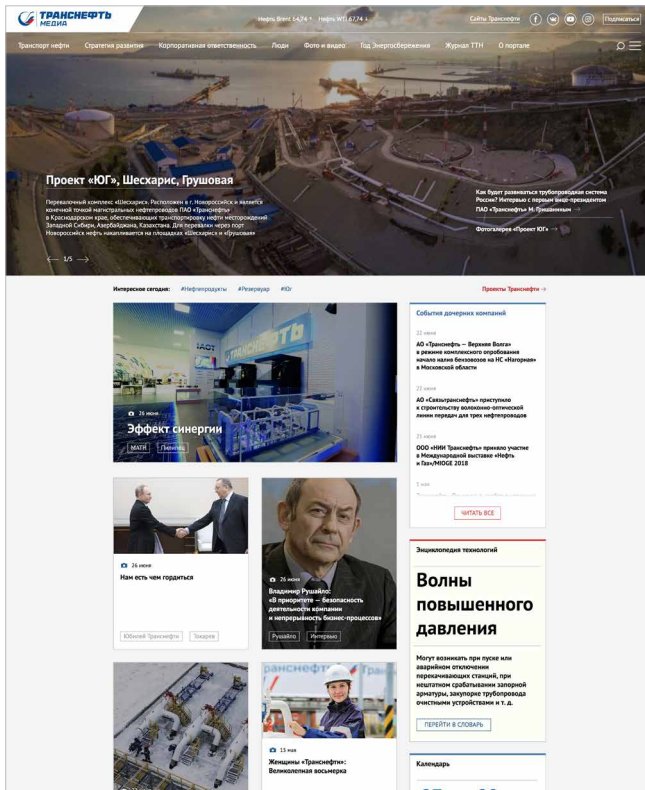 ТРАНСНЕФТЬ
МЕДИА
Нефть Brent 64,74 ↑ Нефть WTI 67,74 ↓
Сайты Транснефти
Подписаться
Транспорт нефти Стратегия развития Корпоративная ответственность Люди Фото и видео Год Энергосбережения Журнал ТТН О портале
Проект «ЮГ», Шесхарис, Грушовая
Перевалочный комплекс «Шесхарис». Расположен в г. Новороссийск и является
конечной точкой магистральных нефтепроводов ПАО «Транснефть»
в Краснодарском крае, обеспечивающих транспортировку нефти месторождений
Западной Сибири, Азербайджана, Казахстана. Для перевалки через порт
Новороссийск нефть накапливается на площадках «Шесхарис» и «Грушовая»
← 1/5 →
Как будет развиваться трубопроводная система
России? Интервью с первым вице-президентом
ПАО «Транснефть» М. Гришаниным →
Фотогалерея «Проект ЮГ» →
Интересное сегодня: #Нефтепродукты #Резервуар #Юг
Проекты Транснефти →
ТРАНСНЕФТЬ
26 июня
Эффект синергии
МАТИ
События дочерних компаний
22 июня
АО «Транснефть — Верхняя Волга»
в режиме комплексного опробования
начало налив бензовозов на НС «Нагорная»
в Московской области
22 июня
АО «Связьтранснефть» приступило
к строительству волоконно-оптической
линии передач для трех нефтепроводов
21 июня
ООО «НИИ Транснефть» приняло участие
в Международной выставке «Нефть
и Газ»/MIOGE 2018
ЧИТАТЬ ВСЕ
26 июня
Нам есть чем гордиться
Юбилей Транснефти Токарев
26 июня
Владимир Рушайло:
«В приоритете — безопасность
деятельности компании
и непрерывность бизнес-процессов»
Рушайло Интервью
Энциклопедия технологий
Волны
повышенного
давления
Могут возникать при пуске или
аварийном отключении
перекачивающих станций, при
нештатном срабатывании запорной
арматуры, закупорке трубопровода
очистными устройствами и т. д.
ПЕРЕЙТИ В СЛОВАРЬ
15 мая
Женщины «Транснефти»:
Великолепная восьмерка
Календарь